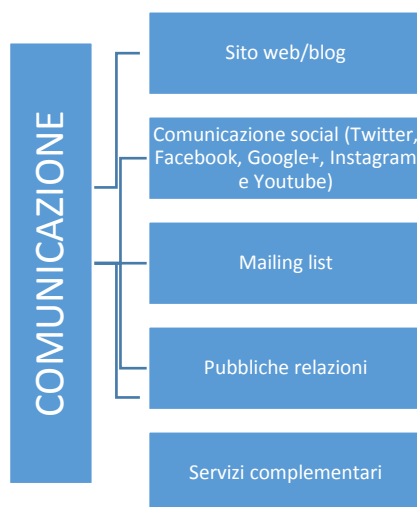 COMUNICAZIONE
Sito web/blog
Comunicazione social (Twitter,
Facebook, Google+, Instagram
e Youtube)
Mailing list
Pubbliche relazioni
Servizi complementari